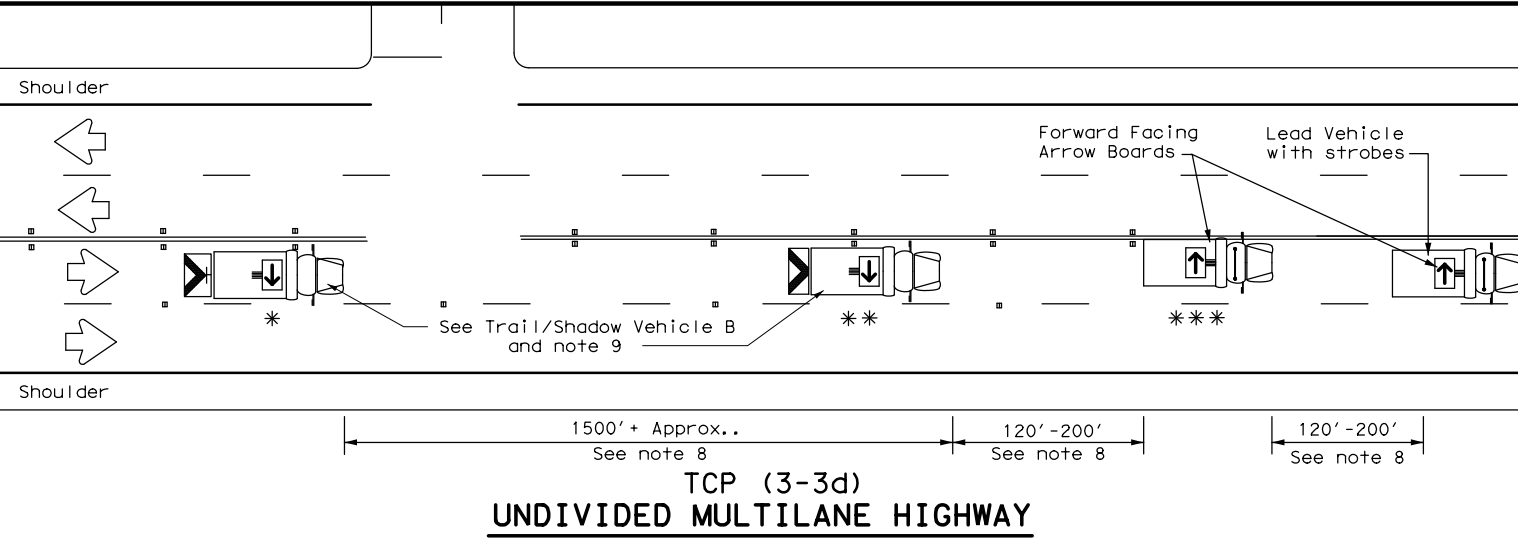 Shoulder
Forward Facing
Arrow Boards
Lead Vehicle
with strobes
*
**
***
See Trail/Shadow Vehicle B
and note 9
Shoulder
1500'+ Approx..
See note 8
120'-200'
See note 8
120'-200'
See note 8
TCP (3-3d)
UNDIVIDED MULTILANE HIGHWAY